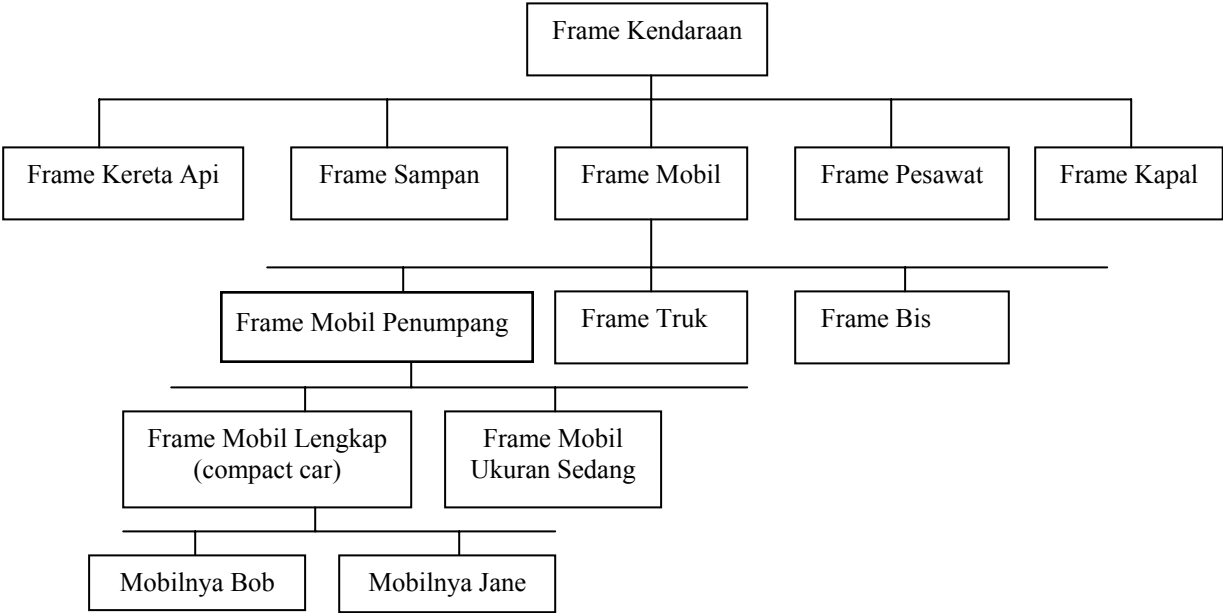 Frame Kendaraan
Frame Kereta Api
Frame Sampan
Frame Mobil
Frame Pesawat
Frame Kapal
Frame Mobil Penumpang
Frame Truk
Frame Bis
Frame Mobil Lengkap
(compact car)
Frame Mobil
Ukuran Sedang
Mobilnya Bob
Mobilnya Jane